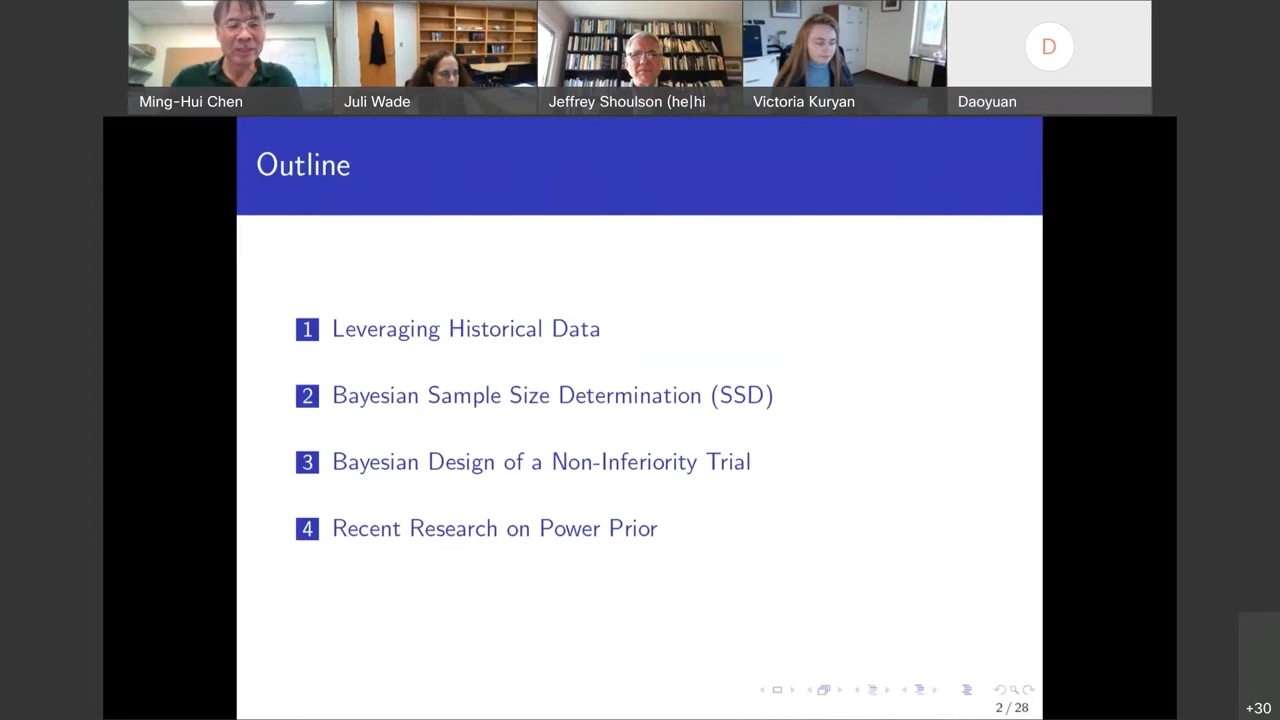 Ming-Hui Chen
Juli Wade
Jeffrey Shoulson (he|hi
Victoria Kuryan
D
Daoyuan
Outline
1 Leveraging Historical Data
2 Bayesian Sample Size Determination (SSD)
3 Bayesian Design of a Non-Inferiority Trial
4 Recent Research on Power Prior
2 / 28
+30